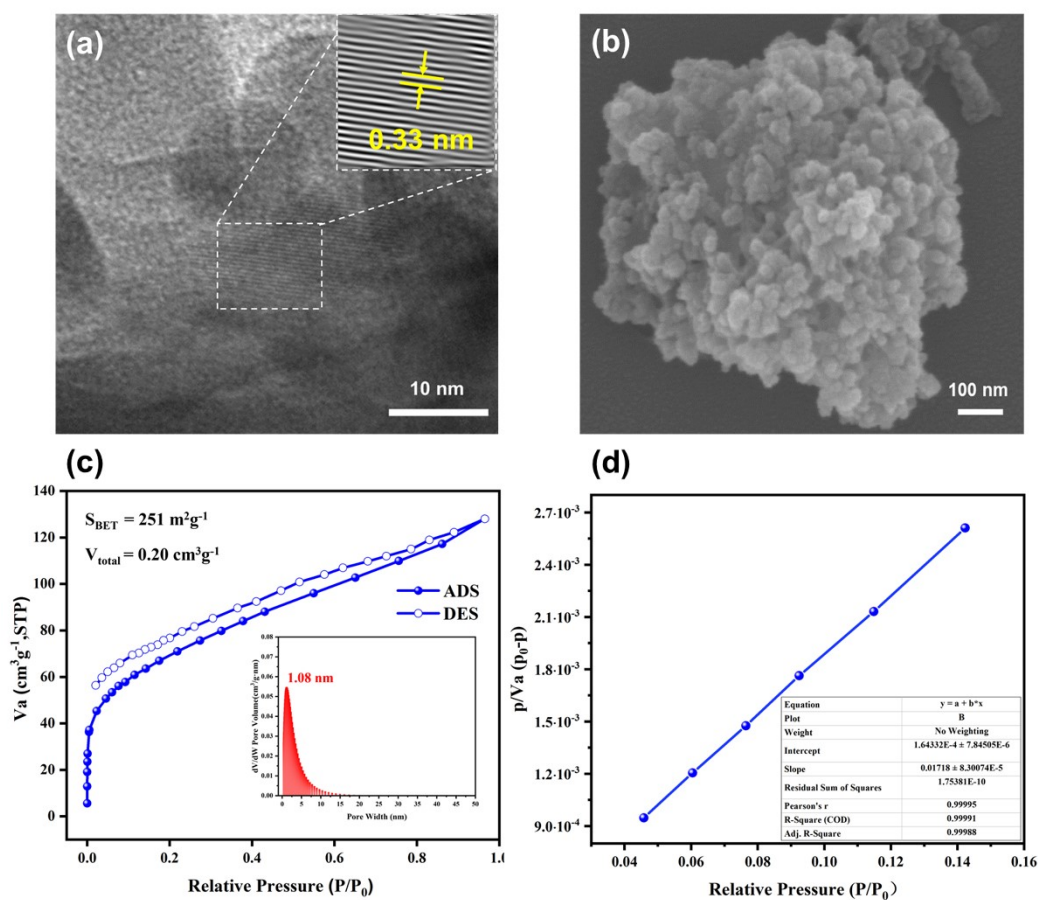 (a)
0.33 nm
10 nm
(b)
100 nm
(c)
Va (cm³g⁻¹,STP)
140
120
100
80
60
40
20
0
S_BET = 251 m²g⁻¹
V_total = 0.20 cm³g⁻¹
ADS
DES
dV/dW Pore Volume(cm³/g·nm)
0.08
0.07
0.06
0.05
0.04
0.03
0.02
0.01
0.00
1.08 nm
0 5 10 15 20 25 30 35 40 45 50
Pore Width (nm)
0.0 0.2 0.4 0.6 0.8 1.0
Relative Pressure (P/P₀)
(d)
p/Va (p₀-p)
2.7·10⁻³
2.4·10⁻³
2.1·10⁻³
1.8·10⁻³
1.5·10⁻³
1.2·10⁻³
9.0·10⁻⁴
Equation y = a + b*x
Plot B
Weight No Weighting
Intercept 1.64332E-4 ± 7.84505E-6
Slope 0.01718 ± 8.30074E-5
Residual Sum of Squares 1.75381E-10
Pearson's r 0.99995
R-Square (COD) 0.99991
Adj. R-Square 0.99988
0.04 0.06 0.08 0.10 0.12 0.14 0.16
Relative Pressure (P/P₀)